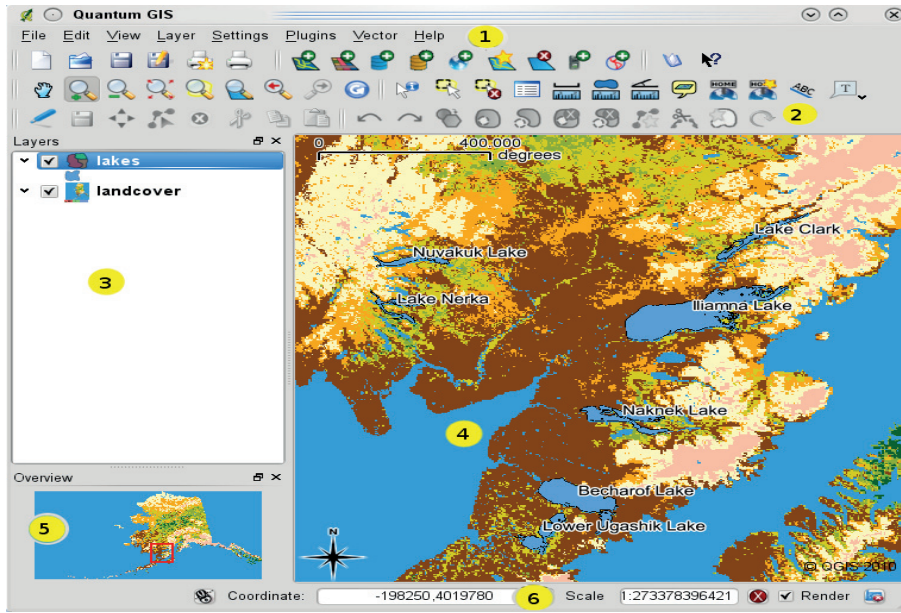 Quantum GIS
File Edit View Layer Settings Plugins Vector Help 1
HOME ABC T
2
Layers
lakes
landcover
3
0 400,000
degrees
Lake Clark
Nuvakuk Lake
Lake Nerka
Iliamna Lake
Naknek Lake
4
Becharof Lake
Lower Ugashik Lake
N
© QGIS 2010
Overview
5
Coordinate: -198250,4019780 6 Scale 1:273378396421 Render